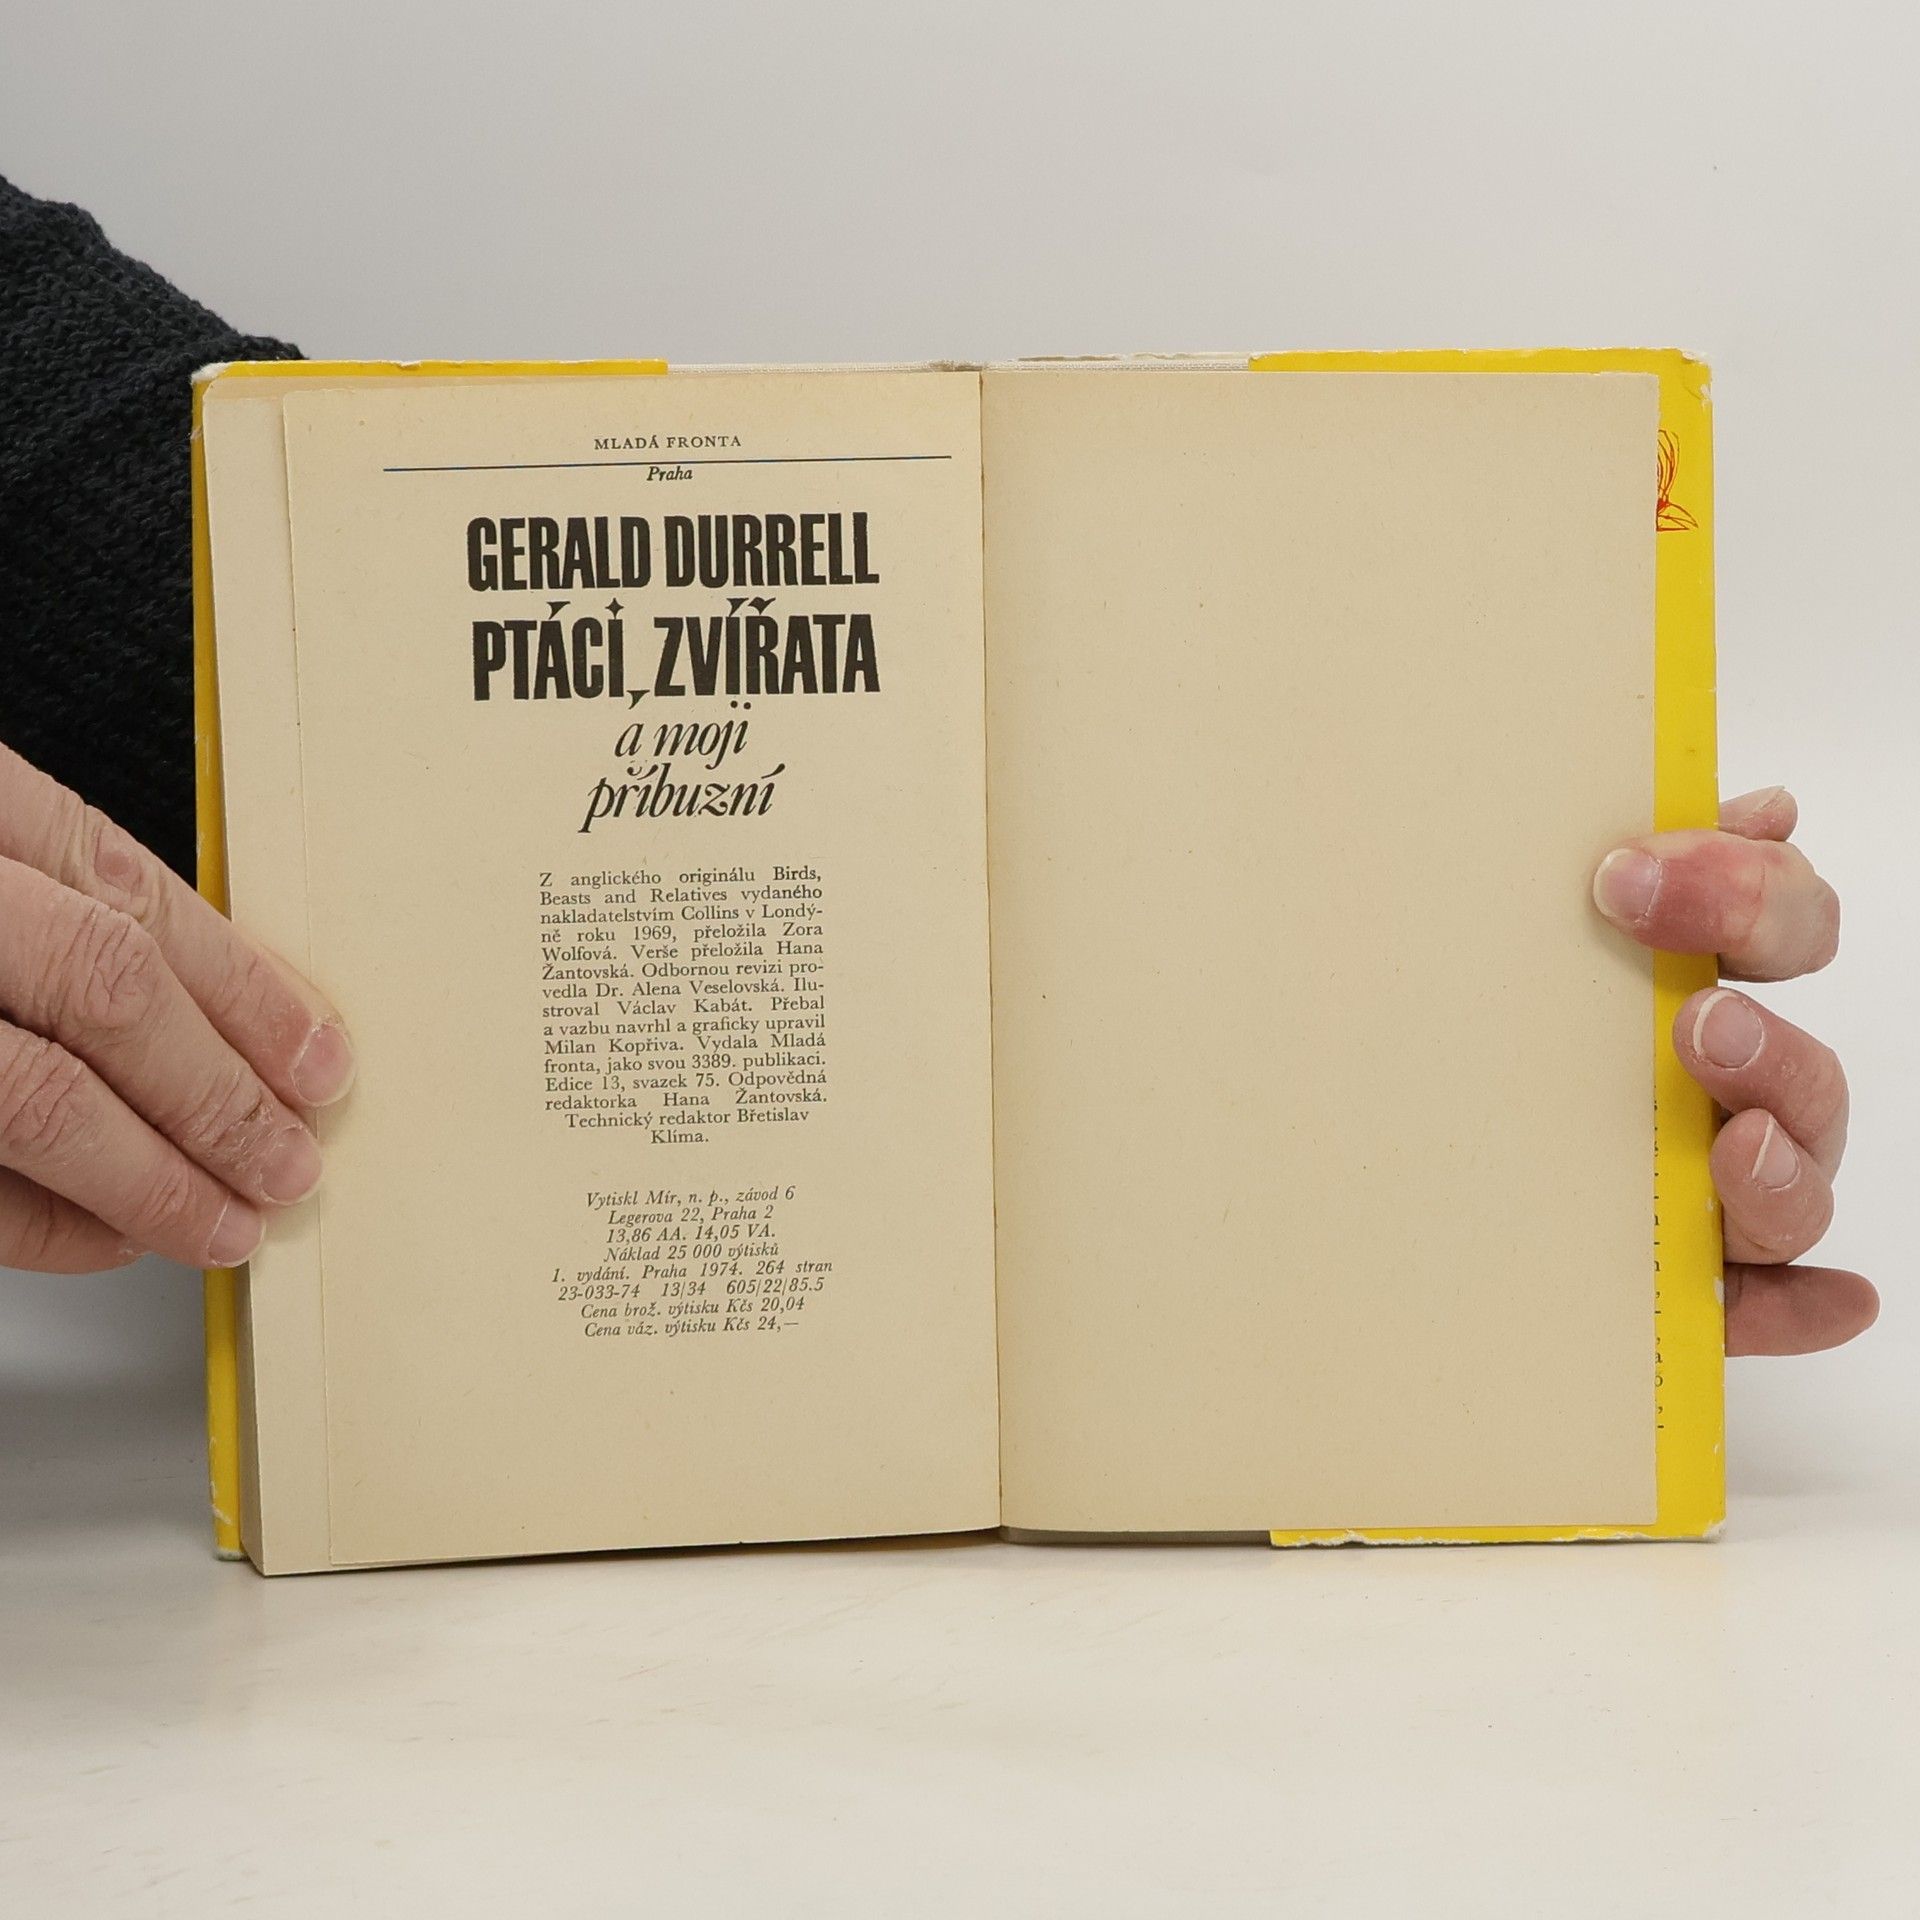 MLADÁ FRONTA
Praha
GERALD DURRELL
PTÁCI, ZVÍŘATA
a moji
příbuzní
Z anglického originálu Birds,
Beasts and Relatives vydaného
nakladatelstvím Collins v Londý-
ně roku 1969, přeložila Zora
Wolfová. Verše přeložila Hana
Žantovská. Odbornou revizi pro-
vedla Dr. Alena Veselovská. Ilu-
stroval Václav Kabát. Přebal
a vazbu navrhl a graficky upravil
Milan Kopřiva. Vydala Mladá
fronta, jako svou 3389. publikaci.
Edice 13, svazek 75. Odpovědná
redaktorka Hana Žantovská.
Technický redaktor Břetislav
Klíma.
Vytiskl Mír, n. p., závod 6
Legerova 22, Praha 2
13,86 AA. 14,05 VA.
Náklad 25 000 výtisků
1. vydání. Praha 1974. 264 stran
23-033-74 13/34 605/22/85.5
Cena brož. výtisku Kčs 20,04
Cena váz. výtisku Kčs 24,—